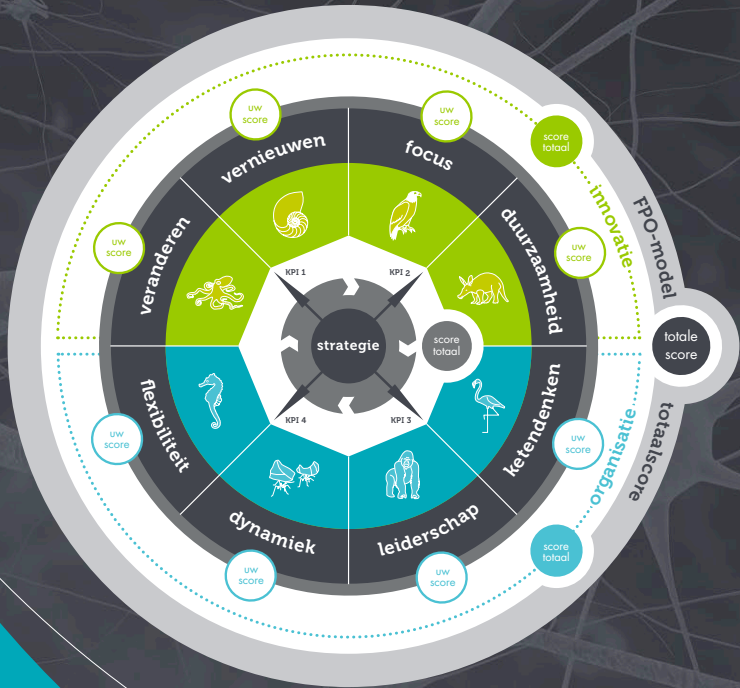 uw
score
uw
score
score
totaal
vernieuwen
focus
innovatie
FPO-model
uw
score
veranderen
duurzaamheid
uw
score
KPI 1
KPI 2
strategie
score
totaal
totale
score
KPI 4
KPI 3
flexibiliteit
ketendenken
organisatie
totaalscore
uw
score
uw
score
dynamiek
leiderschap
score
totaal
uw
score
uw
score